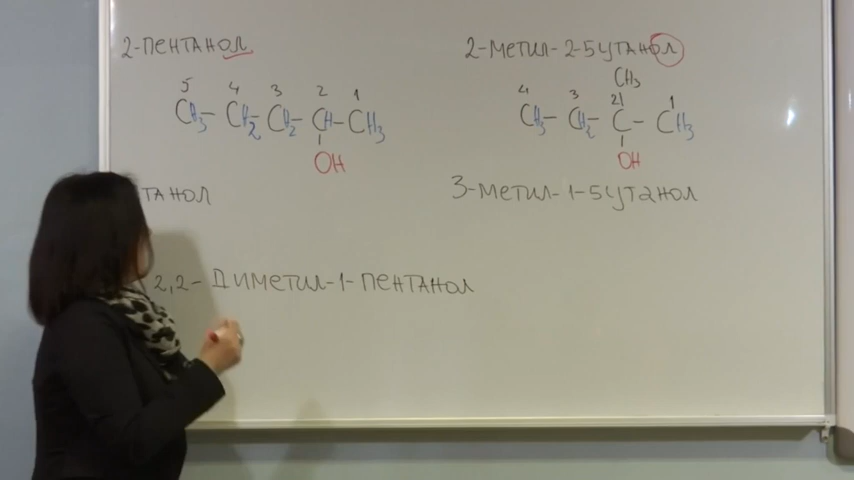 2-ПЕНТАНОЛ
5 4 3 2 1
CH3-CH2-CH2-CH-CH3
OH
2-МЕТИЛ-2-БУТАНОЛ
CH3
4 3 2 1
CH3-CH2-C-CH3
OH
ТАНОЛ
3-МЕТИЛ-1-БУТАНОЛ
2,2-ДИМЕТИЛ-1-ПЕНТАНОЛ